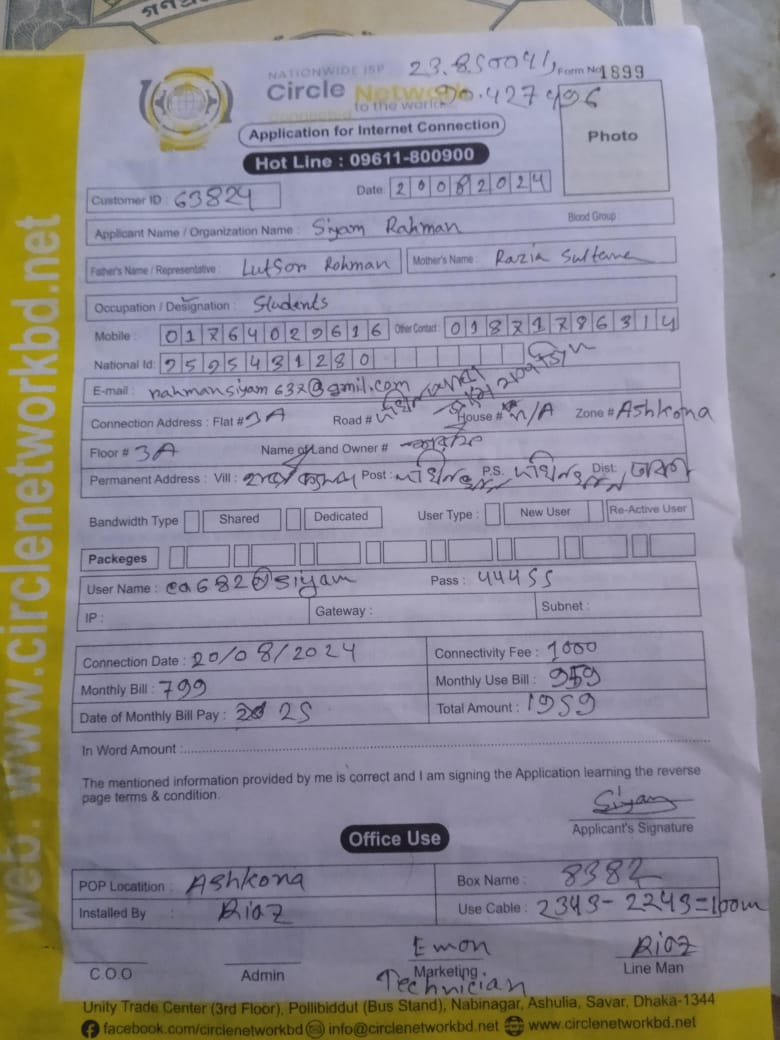 গণপ্র
NATIONWIDE ISP 23.850041, Form No 1899
Circle Network 90.427496
to the world
Connected
Application for Internet Connection
Photo
Hot Line : 09611-800900
Customer ID : 63824 Date: 20082024
Applicant Name / Organization Name : Siyam Rahman Blood Group :
Father's Name / Representative : Lutfor Rohman Mother's Name : Razia Sultana
Occupation / Designation : Students
Mobile : 01764029616 Other Contact : 01871786314
National Id:
E-mail : rahmansiyam632@gmil.com
Connection Address : Flat # 3A Road # House # N/A Zone # Ashkona
Floor # 3A Name of Land Owner #
Permanent Address : Vill : Post : P.S. Dist:
Bandwidth Type Shared Dedicated User Type : New User Re-Active User
Packeges
User Name : ca682@siyam Pass : 444SS
IP : Gateway : Subnet :
Connection Date : 20/08/2024 Connectivity Fee : 1000
Monthly Bill : 799 Monthly Use Bill : 959
Date of Monthly Bill Pay : 25 Total Amount : 1959
In Word Amount :
The mentioned information provided by me is correct and I am signing the Application learning the reverse
page terms & condition.
Siyam
Applicant's Signature
Office Use
POP Locatition : Ashkona Box Name : 8382
Installed By : Riaz Use Cable : 2343-2243=100m
Emon Riaz
C.O.O Admin Marketing. Line Man
Technician
Unity Trade Center (3rd Floor), Pollibiddut (Bus Stand), Nabinagar, Ashulia, Savar, Dhaka-1344
facebook.com/circlenetworkbd info@circlenetworkbd.net www.circlenetworkbd.net
web. www.circlenetworkbd.net